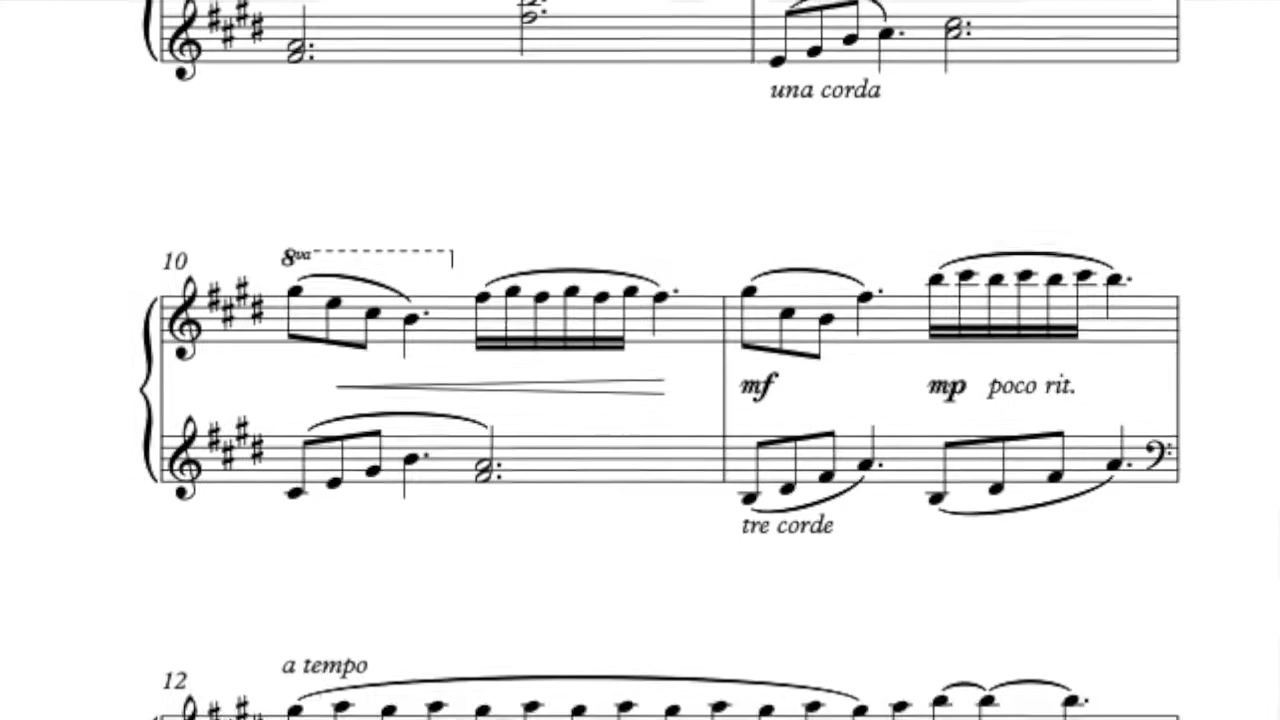 una corda
10
8va
mf mp poco rit.
tre corde
a tempo
12